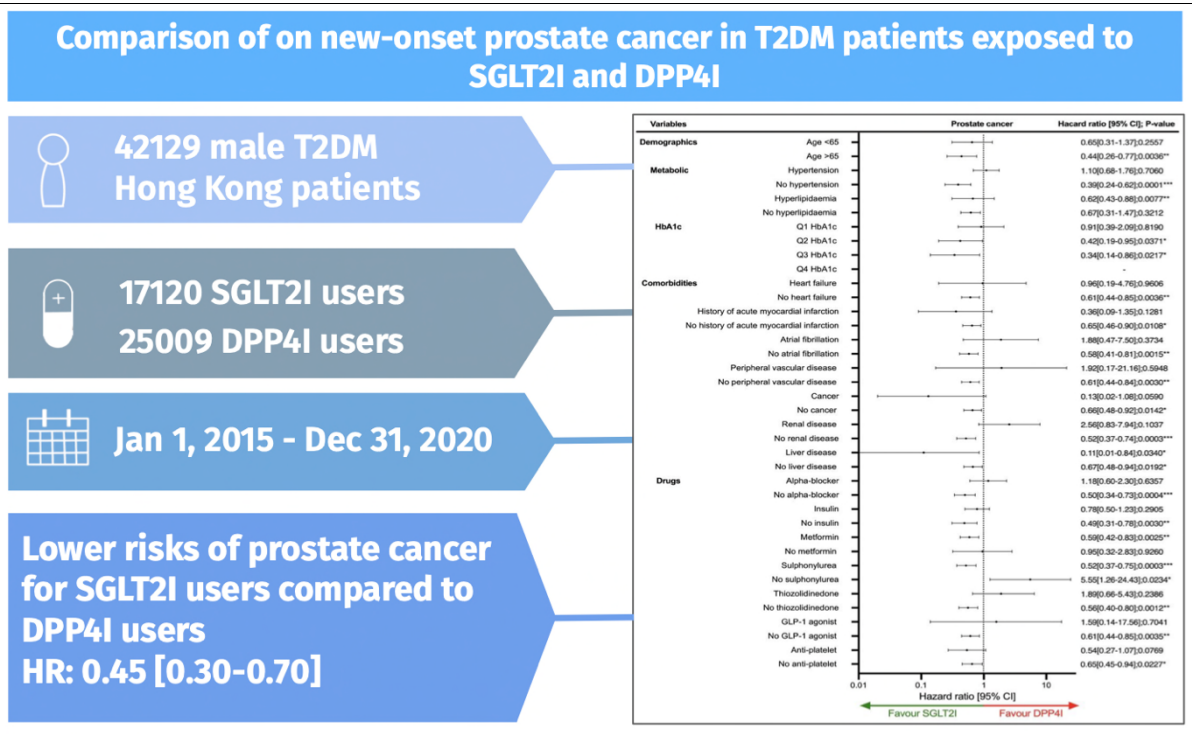 Comparison of on new-onset prostate cancer in T2DM patients exposed to
SGLT2I and DPP4I
42129 male T2DM
Hong Kong patients
17120 SGLT2I users
25009 DPP4I users
Jan 1, 2015 - Dec 31, 2020
Lower risks of prostate cancer
for SGLT2I users compared to
DPP4I users
HR: 0.45 [0.30-0.70]
Variables Prostate cancer Hacard ratio [95% CI]; P-value
Demographics Age <65 0.65[0.31-1.37];0.2557
Age >65 0.44[0.26-0.77];0.0036**
Metabolic Hypertension 1.10[0.68-1.76];0.7060
No hypertension 0.39[0.24-0.62];0.0001***
Hyperlipidaemia 0.62[0.43-0.88];0.0077**
No hyperlipidaemia 0.67[0.31-1.47];0.3212
HbA1c Q1 HbA1c 0.91[0.39-2.09];0.8190
Q2 HbA1c 0.42[0.19-0.95];0.0371*
Q3 HbA1c 0.34[0.14-0.86];0.0217*
Q4 HbA1c -
Comorbidities Heart failure 0.96[0.19-4.76];0.9606
No heart failure 0.61[0.44-0.85];0.0036**
History of acute myocardial infarction 0.36[0.09-1.35];0.1281
No history of acute myocardial infarction 0.65[0.46-0.90];0.0108*
Atrial fibrillation 1.88[0.47-7.50];0.3734
No atrial fibrillation 0.58[0.41-0.81];0.0015**
Peripheral vascular disease 1.92[0.17-21.16];0.5948
No peripheral vascular disease 0.61[0.44-0.84];0.0030**
Cancer 0.13[0.02-1.08];0.0590
No cancer 0.66[0.48-0.92];0.0142*
Renal disease 2.56[0.83-7.94];0.1037
No renal disease 0.52[0.37-0.74];0.0003***
Liver disease 0.11[0.01-0.84];0.0340*
No liver disease 0.67[0.48-0.94];0.0192*
Drugs Alpha-blocker 1.18[0.60-2.30];0.6357
No alpha-blocker 0.50[0.34-0.73];0.0004***
Insulin 0.78[0.50-1.23];0.2905
No insulin 0.49[0.31-0.78];0.0030**
Metformin 0.59[0.42-0.83];0.0025**
No metformin 0.95[0.32-2.83];0.9260
Sulphonylurea 0.52[0.37-0.75];0.0003***
No sulphonylurea 5.55[1.26-24.43];0.0234*
Thiozolidinedone 1.89[0.66-5.43];0.2386
No thiozolidinedone 0.56[0.40-0.80];0.0012**
GLP-1 agonist 1.59[0.14-17.56];0.7041
No GLP-1 agonist 0.61[0.44-0.85];0.0035**
Anti-platelet 0.54[0.27-1.07];0.0769
No anti-platelet 0.65[0.45-0.94];0.0227*
0.01 0.1 1 10
Hazard ratio [95% CI]
Favour SGLT2I Favour DPP4I